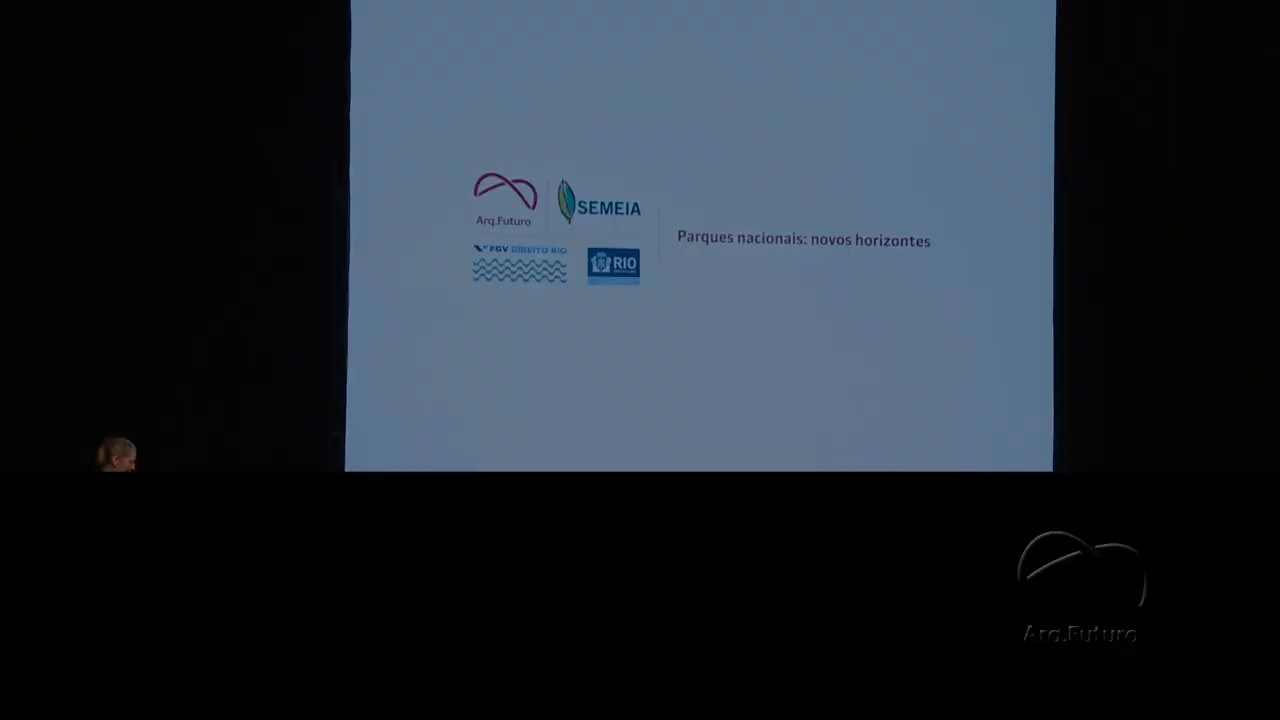 Arq.Futuro
SEMEIA
FGV DIREITO RIO
RIO
Parques nacionais: novos horizontes
Arq.Futuro